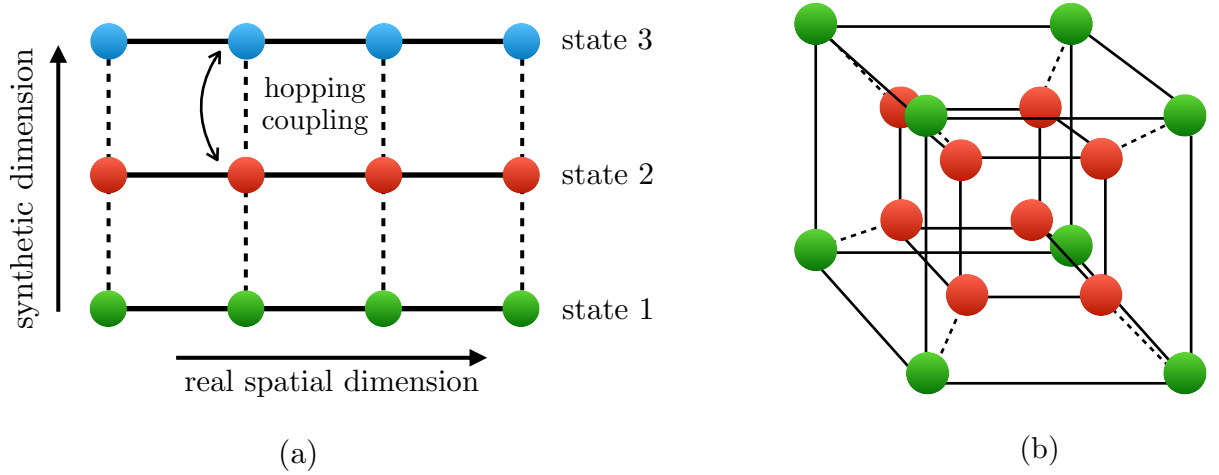 synthetic dimension
state 3
hopping
coupling
state 2
state 1
real spatial dimension
(a)
(b)